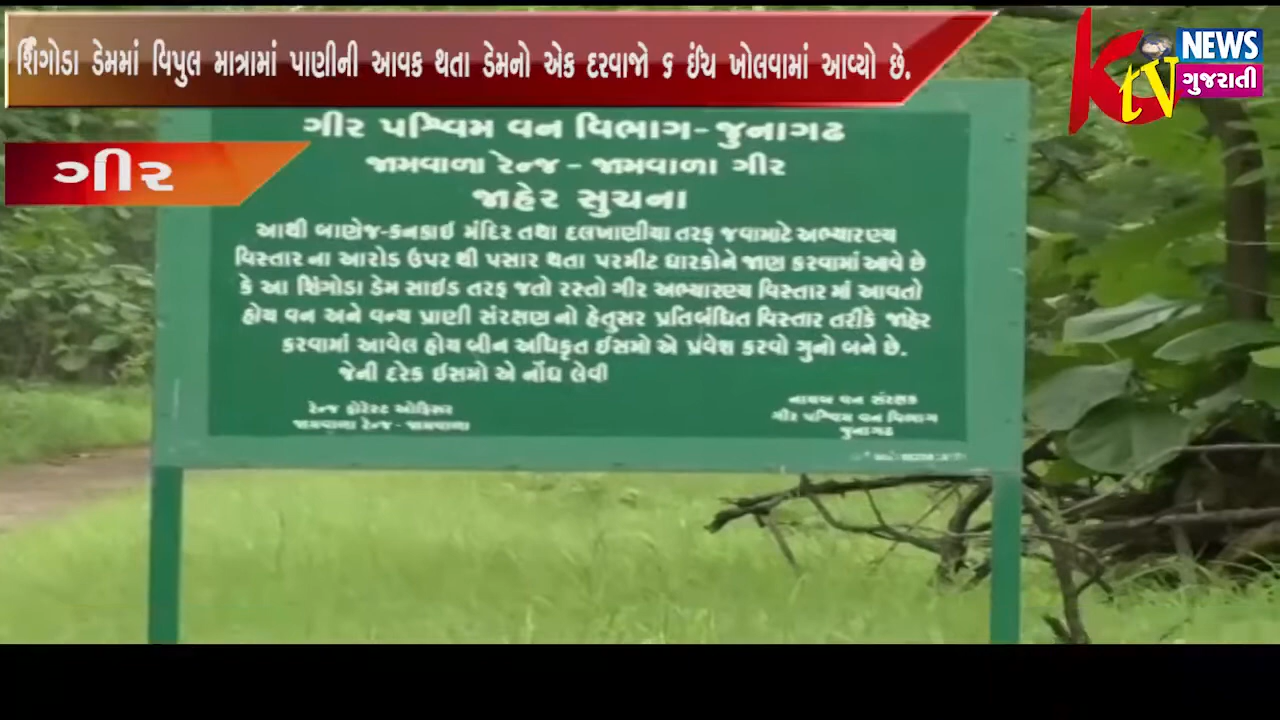 શિંગોડા ડેમમાં વિપુલ માત્રામાં પાણીની આવક થતા ડેમનો એક દરવાજો ૬ ઈંચ ખોલવામાં આવ્યો છે.
KTV NEWS ગુજરાતી
ગીર
ગીર પશ્ચિમ વન વિભાગ-જુનાગઢ
જામવાળા રેન્જ - જામવાળા ગીર
જાહેર સુચના
આથી બાણેજ-કનકાઇ મંદિર તથા દલખાણીયા તરફ જવામાટે અભ્યારણ્ય
વિસ્તાર ના આરોડ ઉપર થી પસાર થતા પરમીટ ધારકોને જાણ કરવામાં આવે છે
કે આ શિંગોડા ડેમ સાઇડ તરફ જતો રસ્તો ગીર અભ્યારણ્ય વિસ્તાર માં આવતો
હોય વન અને વન્ય પ્રાણી સંરક્ષણ નો હેતુસર પ્રતિબંધિત વિસ્તાર તરીકે જાહેર
કરવામાં આવેલ હોય બીન અધિકૃત ઈસમો એ પ્રવેશ કરવો ગુનો બને છે.
જેની દરેક ઇસમો એ નોંધ લેવી
રેન્જ ફોરેસ્ટ ઓફિસર
જામવાળા રેન્જ - જામવાળા
નાયબ વન સંરક્ષક
ગીર પશ્ચિમ વન વિભાગ
જુનાગઢ